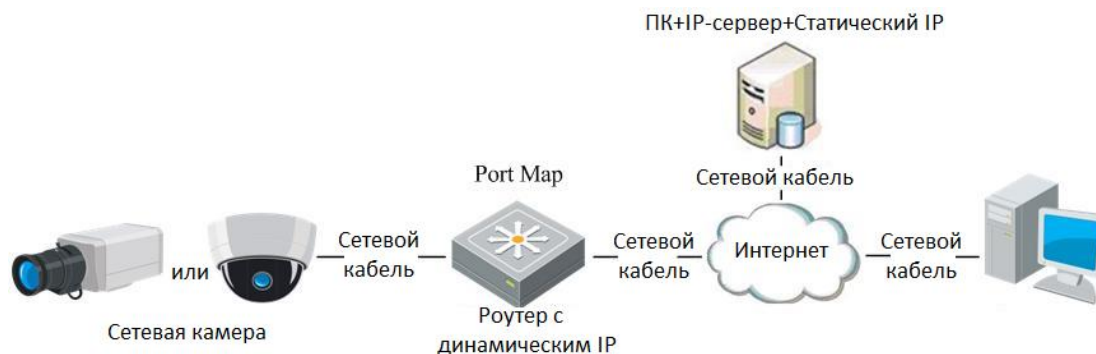 ПК+IP-сервер+Статический IP
Сетевой кабель
Port Map
Сетевой
кабель
Сетевой
кабель
Интернет
Сетевой
кабель
или
Сетевая камера
Роутер с
динамическим IP